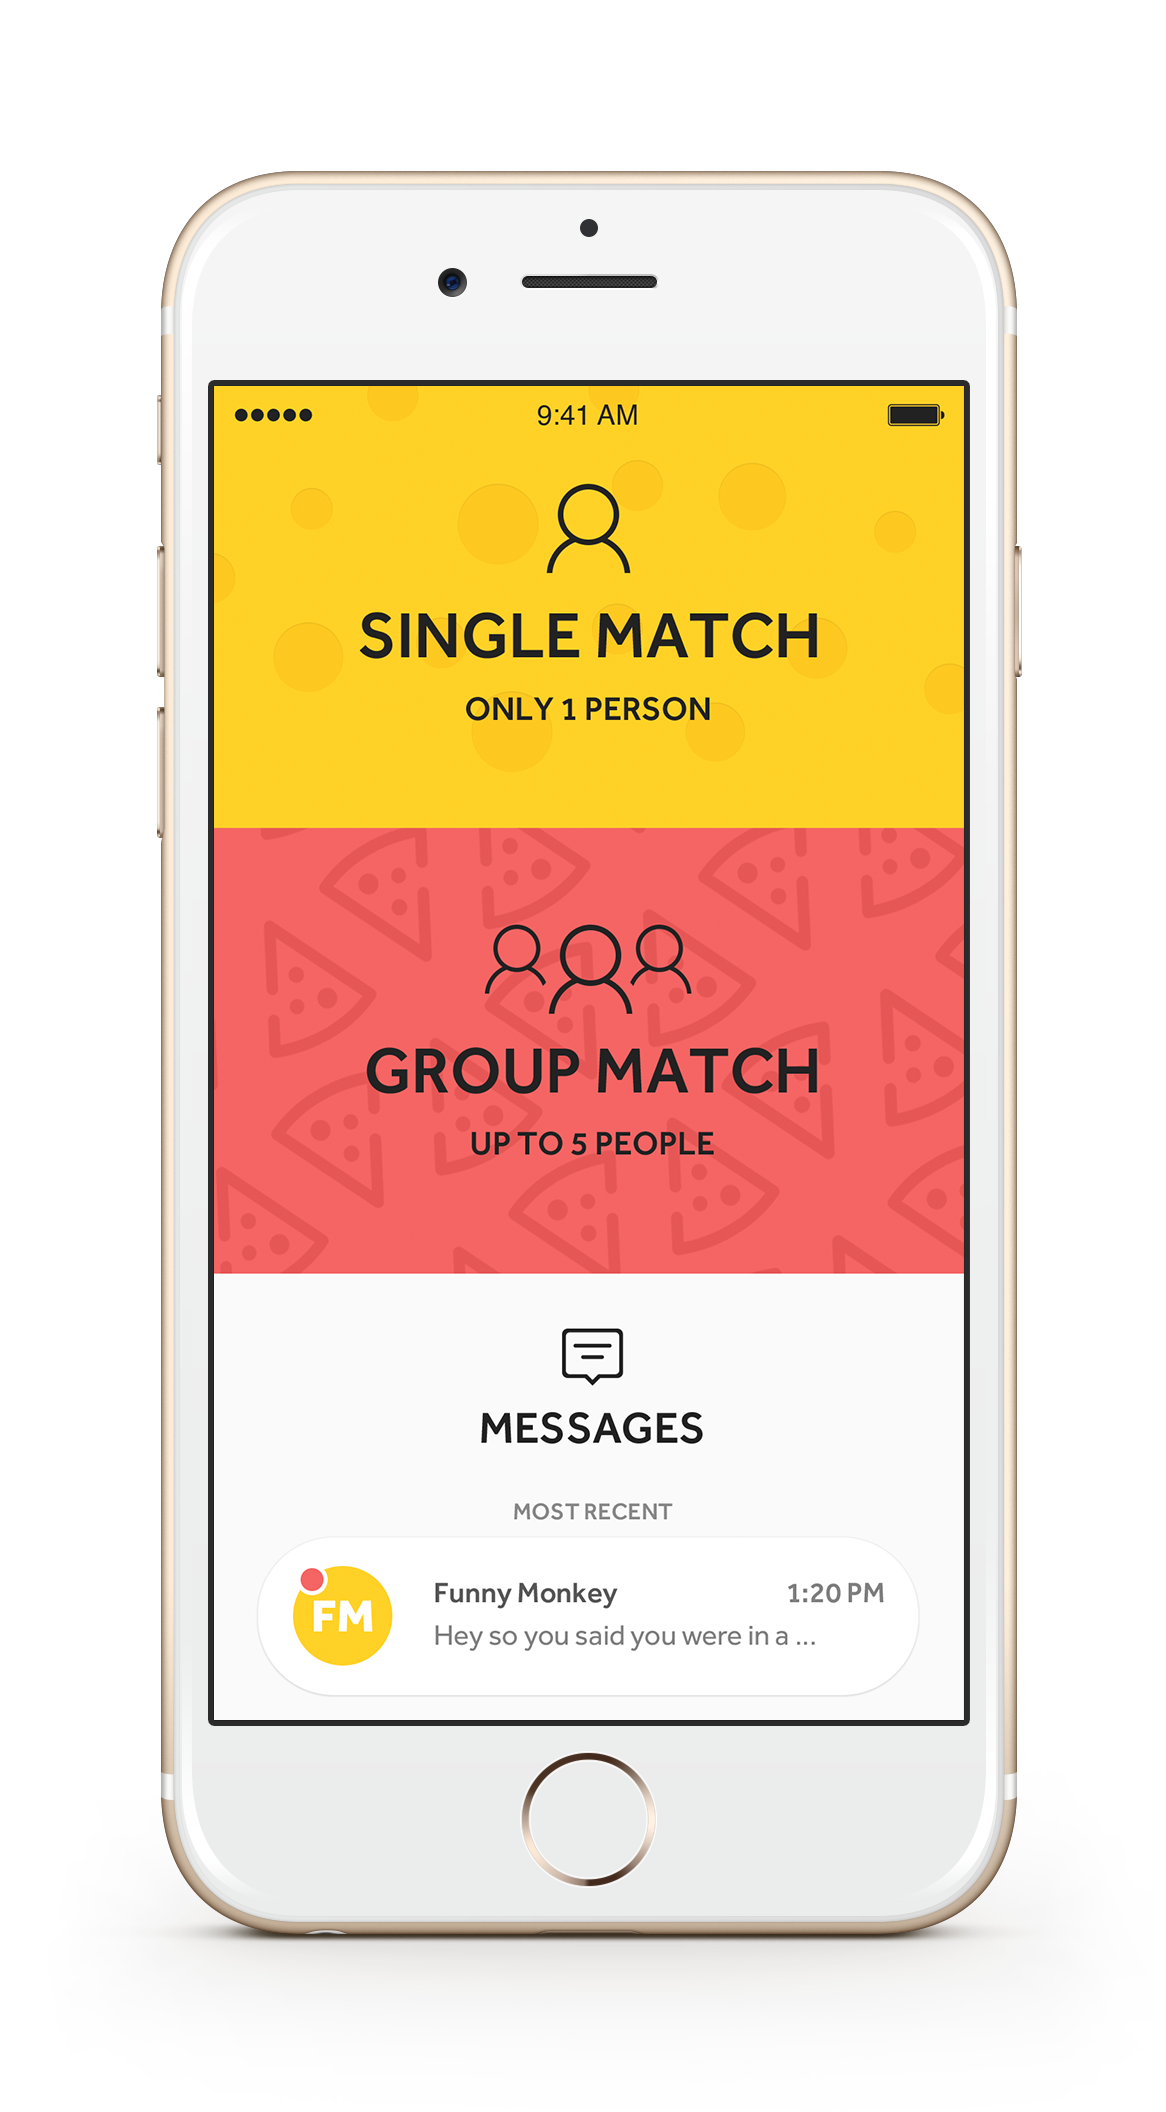 9:41 AM
SINGLE MATCH
ONLY 1 PERSON
GROUP MATCH
UP TO 5 PEOPLE
MESSAGES
MOST RECENT
FM
Funny Monkey 1:20 PM
Hey so you said you were in a ...